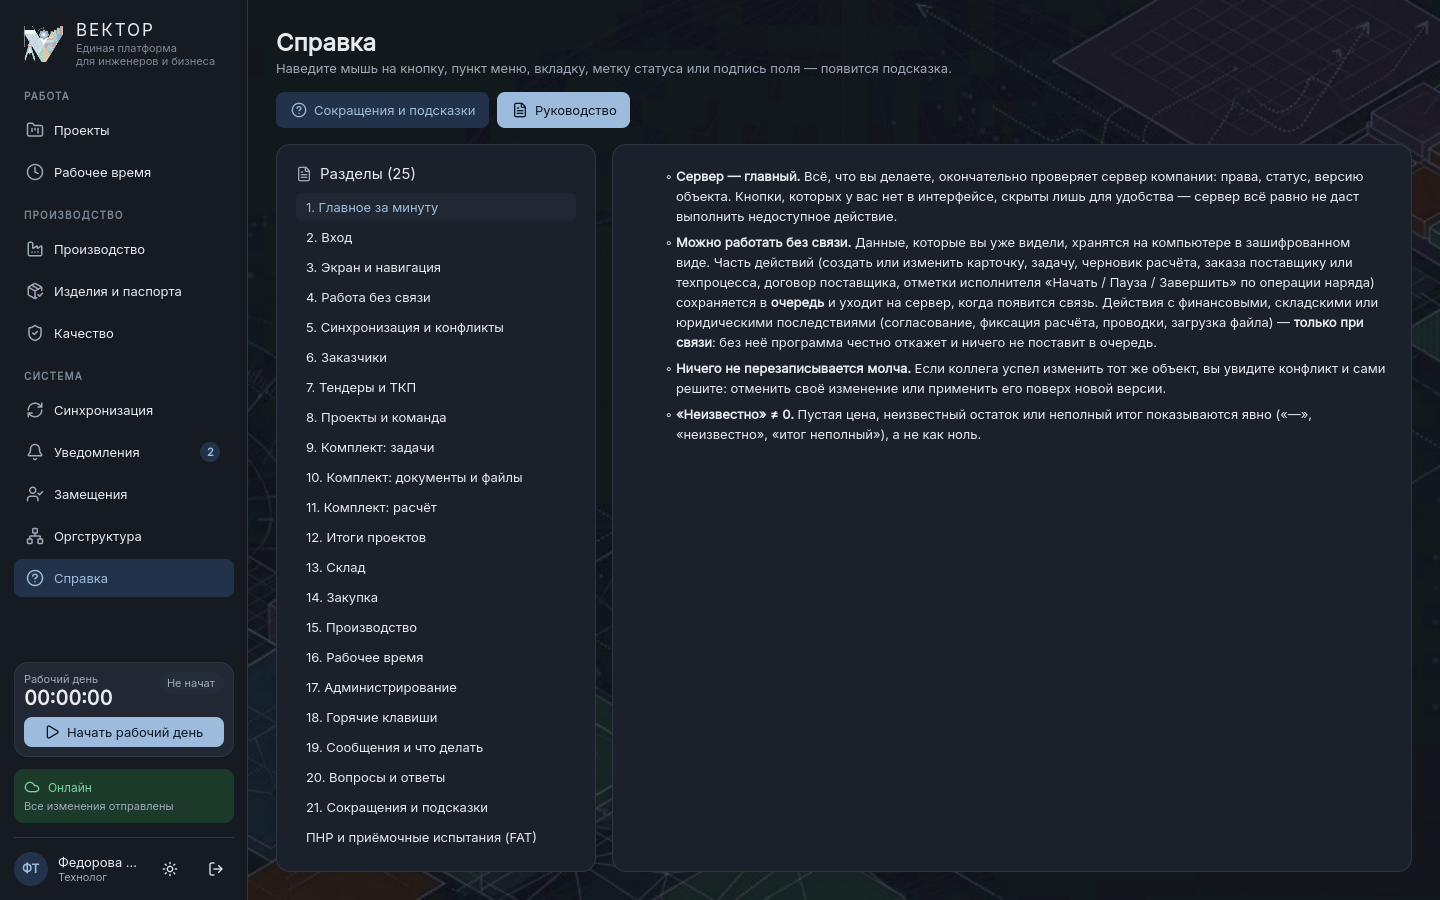 ВЕКТОР
Единая платформа
для инженеров и бизнеса
РАБОТА
Проекты
Рабочее время
ПРОИЗВОДСТВО
Производство
Изделия и паспорта
Качество
СИСТЕМА
Синхронизация
Уведомления 2
Замещения
Оргструктура
Справка
Рабочий день
Не начат
00:00:00
Начать рабочий день
Онлайн
Все изменения отправлены
ФТ
Федорова ...
Технолог
Справка
Наведите мышь на кнопку, пункт меню, вкладку, метку статуса или подпись поля — появится подсказка.
Сокращения и подсказки
Руководство
Разделы (25)
1. Главное за минуту
2. Вход
3. Экран и навигация
4. Работа без связи
5. Синхронизация и конфликты
6. Заказчики
7. Тендеры и ТКП
8. Проекты и команда
9. Комплект: задачи
10. Комплект: документы и файлы
11. Комплект: расчёт
12. Итоги проектов
13. Склад
14. Закупка
15. Производство
16. Рабочее время
17. Администрирование
18. Горячие клавиши
19. Сообщения и что делать
20. Вопросы и ответы
21. Сокращения и подсказки
ПНР и приёмочные испытания (FAT)
◦ Сервер — главный. Всё, что вы делаете, окончательно проверяет сервер компании: права, статус, версию
объекта. Кнопки, которых у вас нет в интерфейсе, скрыты лишь для удобства — сервер всё равно не даст
выполнить недоступное действие.
◦ Можно работать без связи. Данные, которые вы уже видели, хранятся на компьютере в зашифрованном
виде. Часть действий (создать или изменить карточку, задачу, черновик расчёта, заказа поставщику или
техпроцесса, договор поставщика, отметки исполнителя «Начать / Пауза / Завершить» по операции наряда)
сохраняется в очередь и уходит на сервер, когда появится связь. Действия с финансовыми, складскими или
юридическими последствиями (согласование, фиксация расчёта, проводки, загрузка файла) — только при
связи: без неё программа честно откажет и ничего не поставит в очередь.
◦ Ничего не перезаписывается молча. Если коллега успел изменить тот же объект, вы увидите конфликт и сами
решите: отменить своё изменение или применить его поверх новой версии.
◦ «Неизвестно» ≠ 0. Пустая цена, неизвестный остаток или неполный итог показываются явно («—»,
«неизвестно», «итог неполный»), а не как ноль.